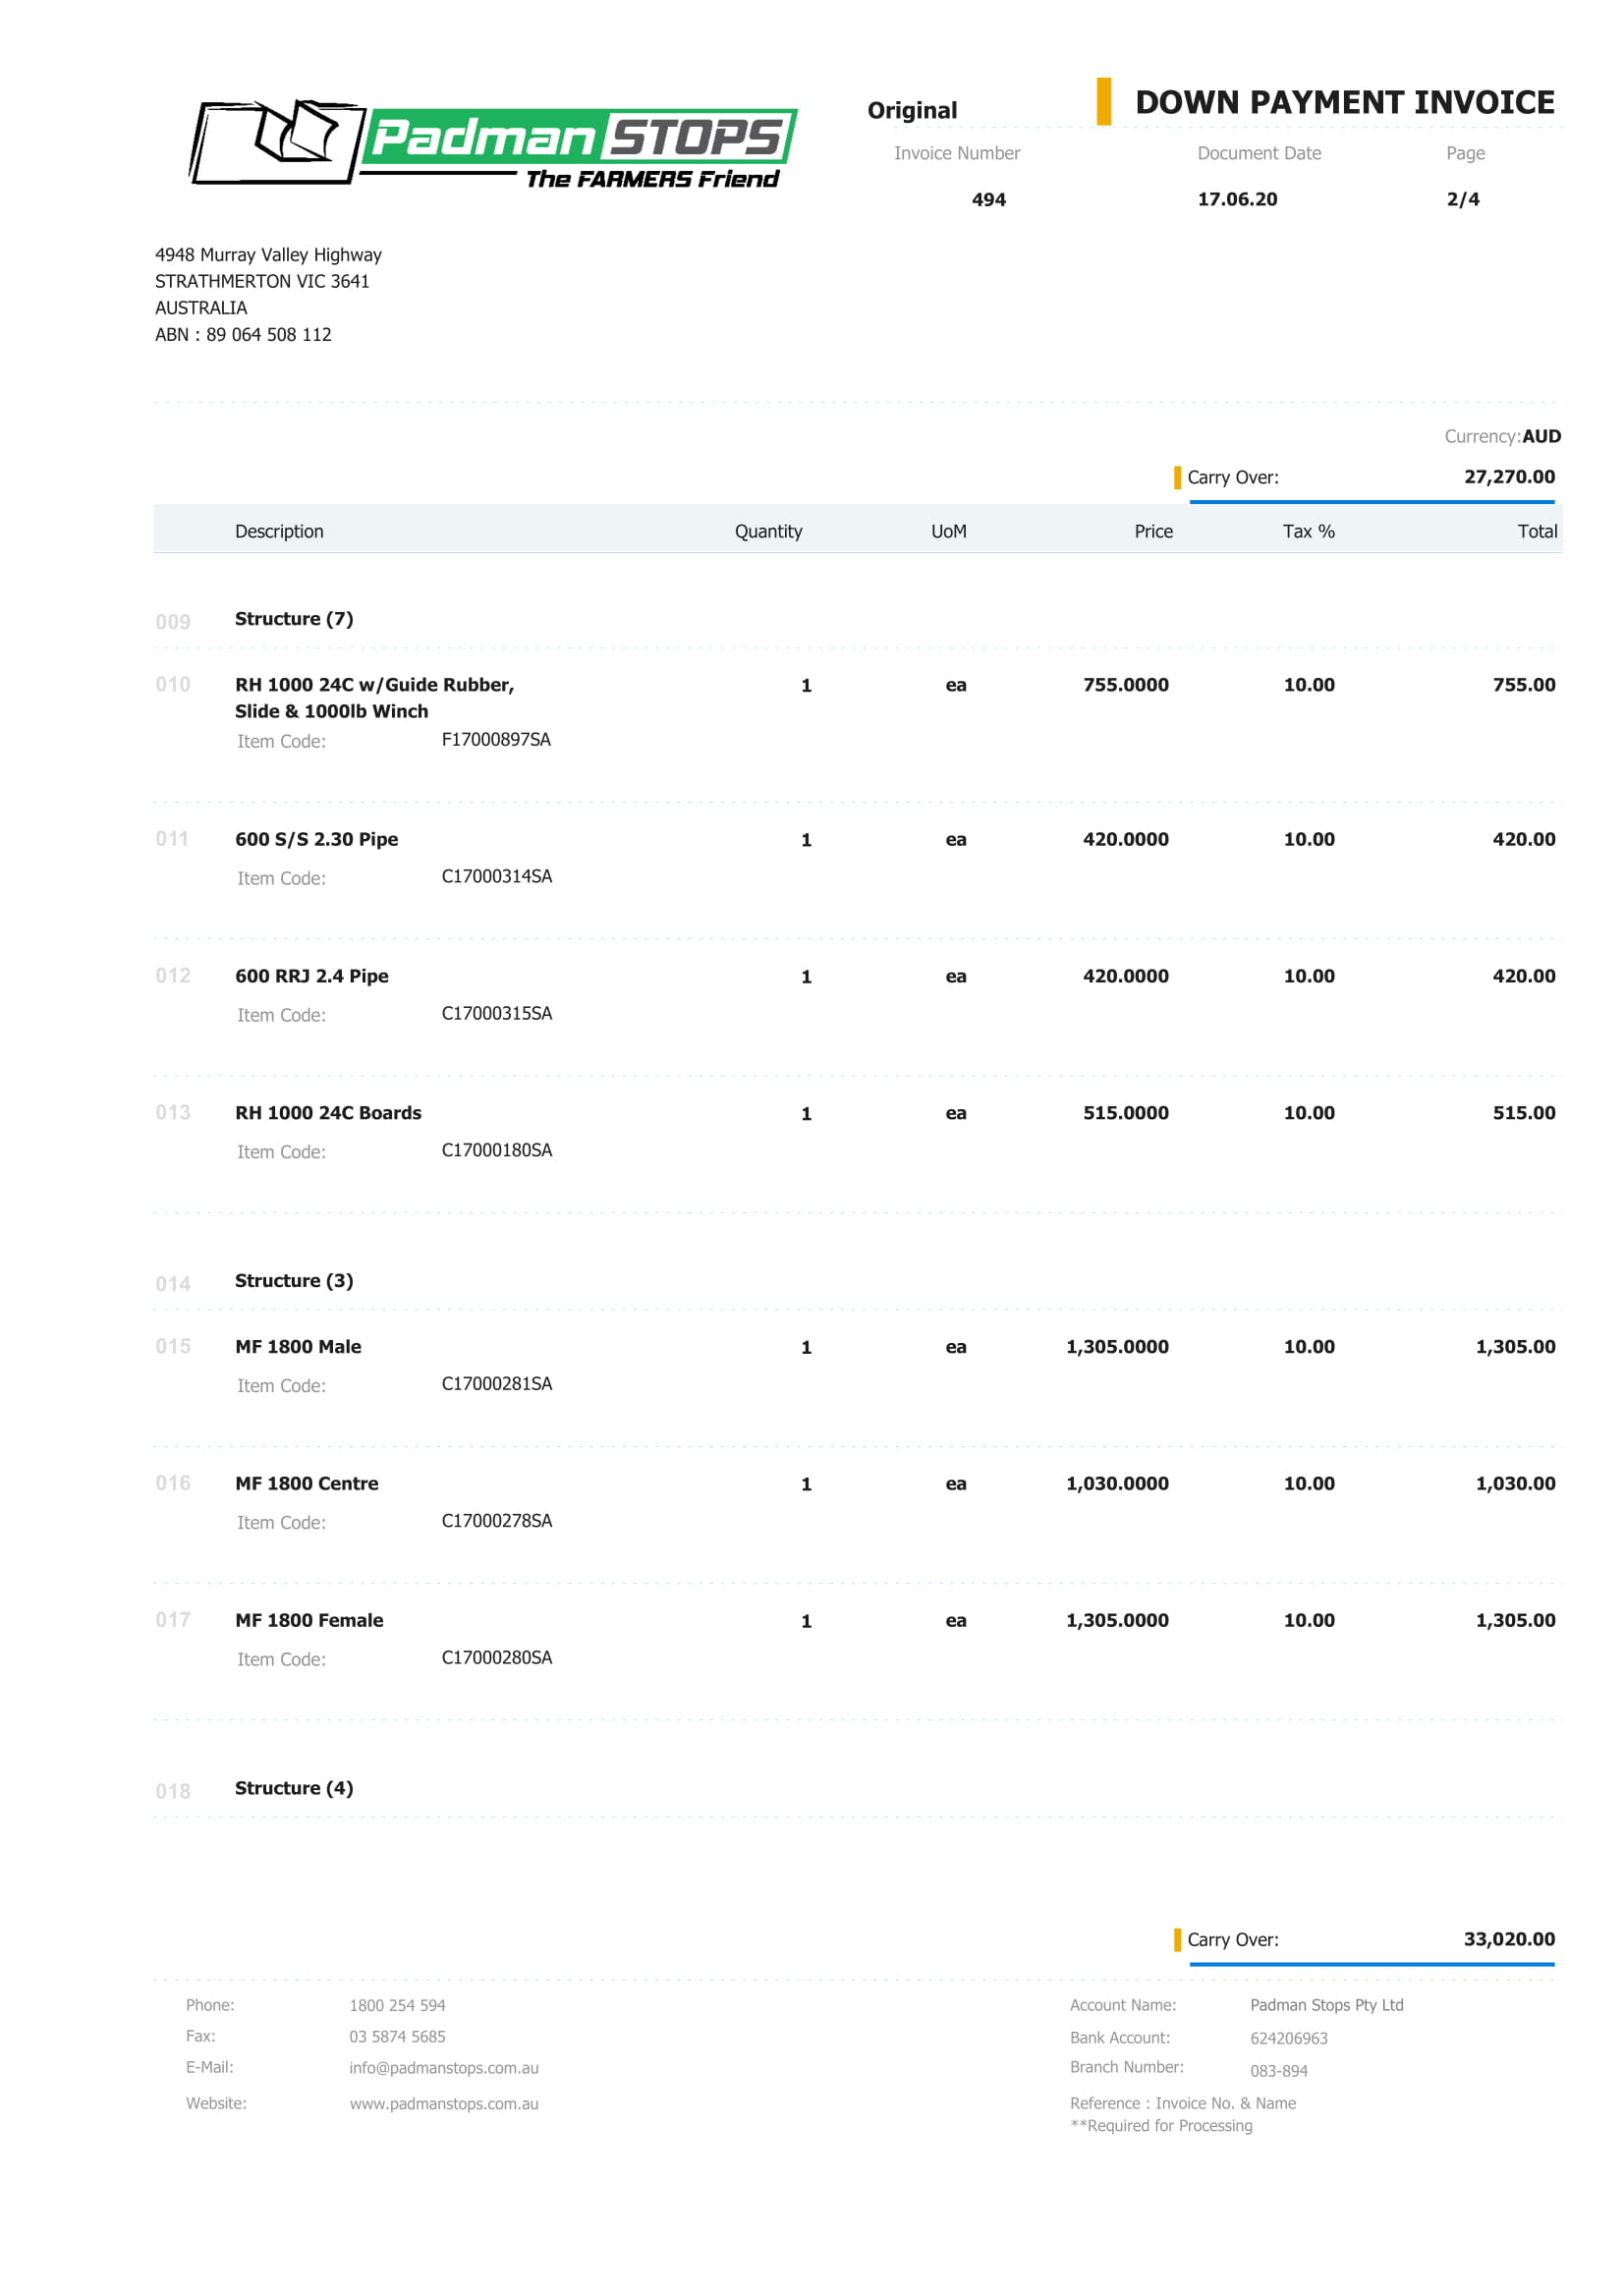 Padman STOPS
The FARMERS Friend
Original
DOWN PAYMENT INVOICE
Invoice Number Document Date Page
494 17.06.20 2/4
4948 Murray Valley Highway
STRATHMERTON VIC 3641
AUSTRALIA
ABN : 89 064 508 112
Currency:AUD
Carry Over: 27,270.00
Description Quantity UoM Price Tax % Total
009 Structure (7)
010 RH 1000 24C w/Guide Rubber, 1 ea 755.0000 10.00 755.00
Slide & 1000lb Winch
Item Code: F17000897SA
011 600 S/S 2.30 Pipe 1 ea 420.0000 10.00 420.00
Item Code: C17000314SA
012 600 RRJ 2.4 Pipe 1 ea 420.0000 10.00 420.00
Item Code: C17000315SA
013 RH 1000 24C Boards 1 ea 515.0000 10.00 515.00
Item Code: C17000180SA
014 Structure (3)
015 MF 1800 Male 1 ea 1,305.0000 10.00 1,305.00
Item Code: C17000281SA
016 MF 1800 Centre 1 ea 1,030.0000 10.00 1,030.00
Item Code: C17000278SA
017 MF 1800 Female 1 ea 1,305.0000 10.00 1,305.00
Item Code: C17000280SA
018 Structure (4)
Carry Over: 33,020.00
Phone: 1800 254 594
Fax: 03 5874 5685
E-Mail: info@padmanstops.com.au
Website: www.padmanstops.com.au
Account Name: Padman Stops Pty Ltd
Bank Account: 624206963
Branch Number: 083-894
Reference : Invoice No. & Name
**Required for Processing